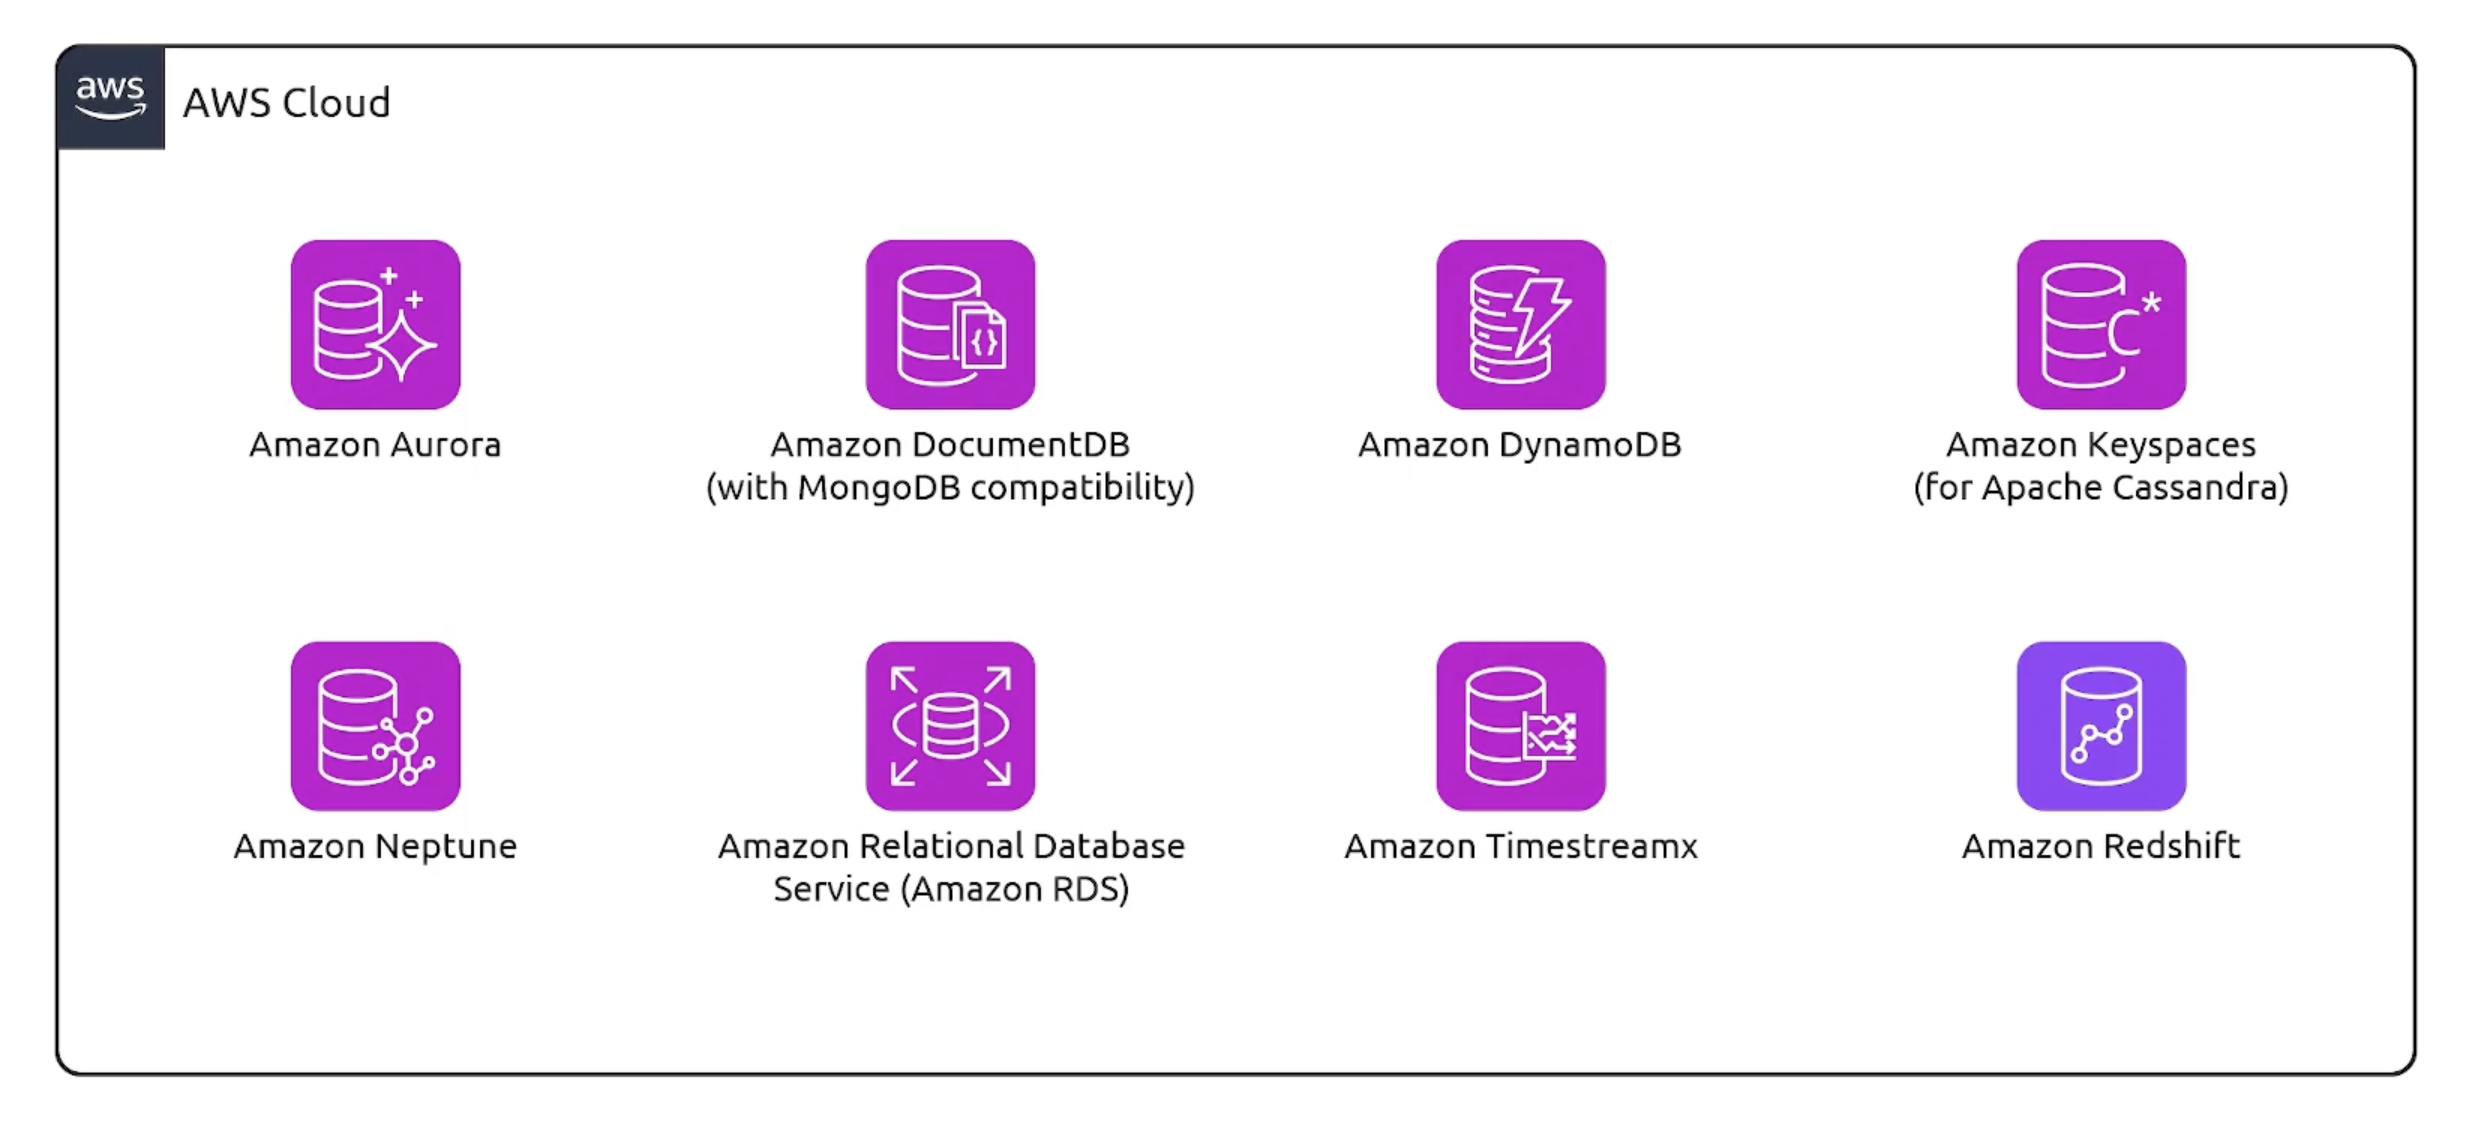 aws
AWS Cloud
Amazon Aurora
Amazon DocumentDB
(with MongoDB compatibility)
Amazon DynamoDB
C*
Amazon Keyspaces
(for Apache Cassandra)
Amazon Neptune
Amazon Relational Database
Service (Amazon RDS)
Amazon Timestreamx
Amazon Redshift